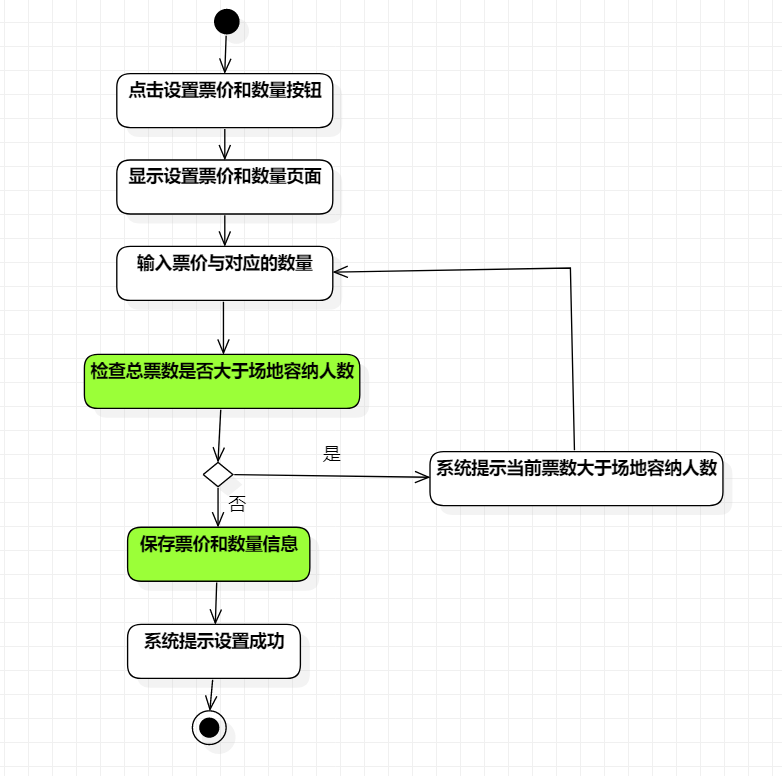 点击设置票价和数量按钮
显示设置票价和数量页面
输入票价与对应的数量
检查总票数是否大于场地容纳人数
是
系统提示当前票数大于场地容纳人数
否
保存票价和数量信息
系统提示设置成功